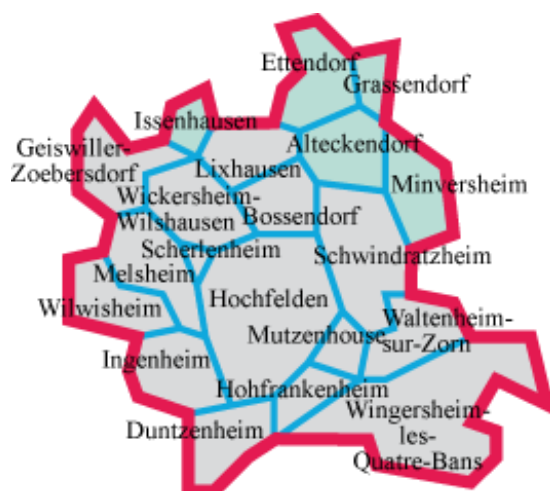 Ettendorf
Grassendorf
Issenhausen
Alteckendorf
Geiswiller-
Zoebersdorf
Lixhausen
Minversheim
Wickersheim-
Wilshausen
Bossendorf
Scherlenheim
Schwindratzheim
Melsheim
Hochfelden
Wilwisheim
Waltenheim-
sur-Zorn
Mutzenhouse
Ingenheim
Hohfrankenheim
Wingersheim-
les-
Quatre-Bans
Duntzenheim